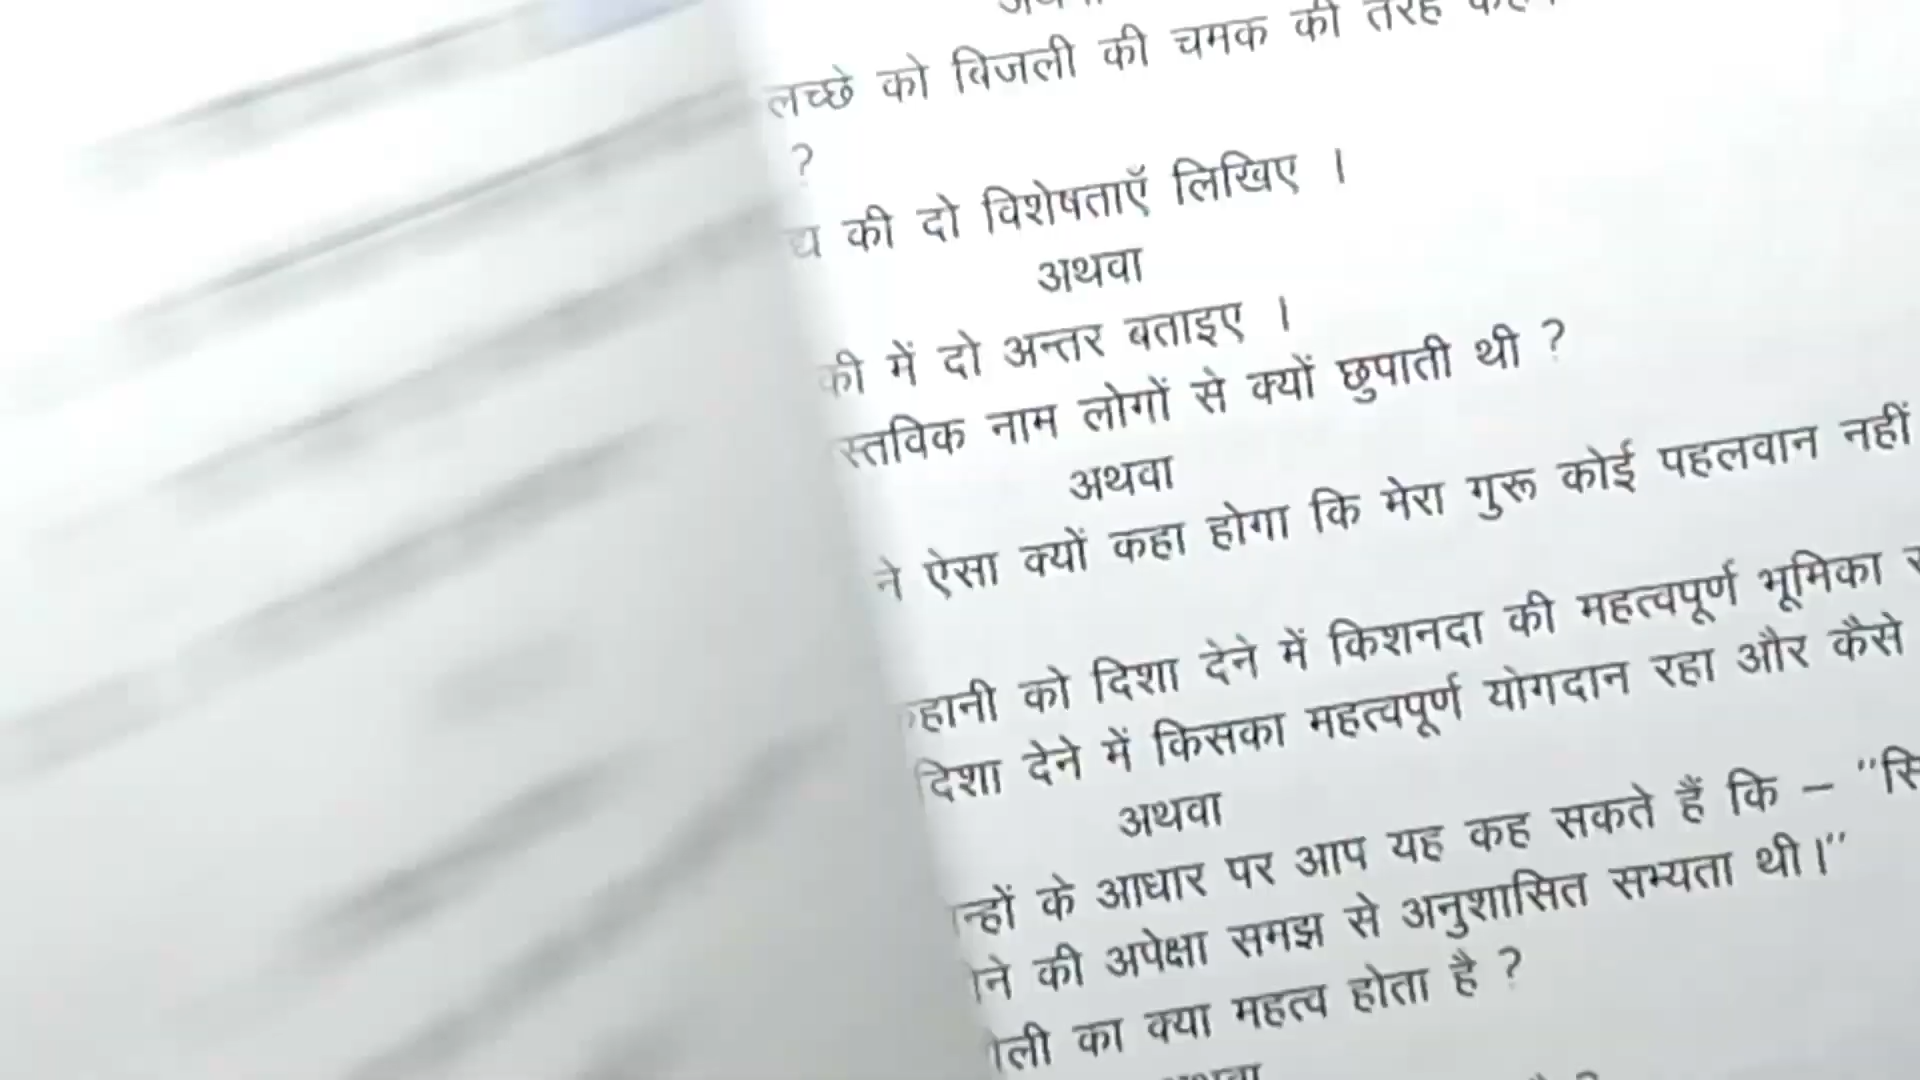 लच्छे को बिजली की चमक की तरह
?
की दो विशेषताएँ लिखिए ।
अथवा
में दो अन्तर बताइए ।
नाम लोगों से क्यों छुपाती थी ?
अथवा
ने ऐसा क्यों कहा होगा कि मेरा गुरू कोई पहलवान नहीं
को दिशा देने में किशनदा की महत्वपूर्ण भूमिका
दिशा देने में किसका महत्वपूर्ण योगदान रहा और कैसे
अथवा
के आधार पर आप यह कह सकते हैं कि – "
की अपेक्षा समझ से अनुशासित सभ्यता थी।"
का क्या महत्व होता है ?